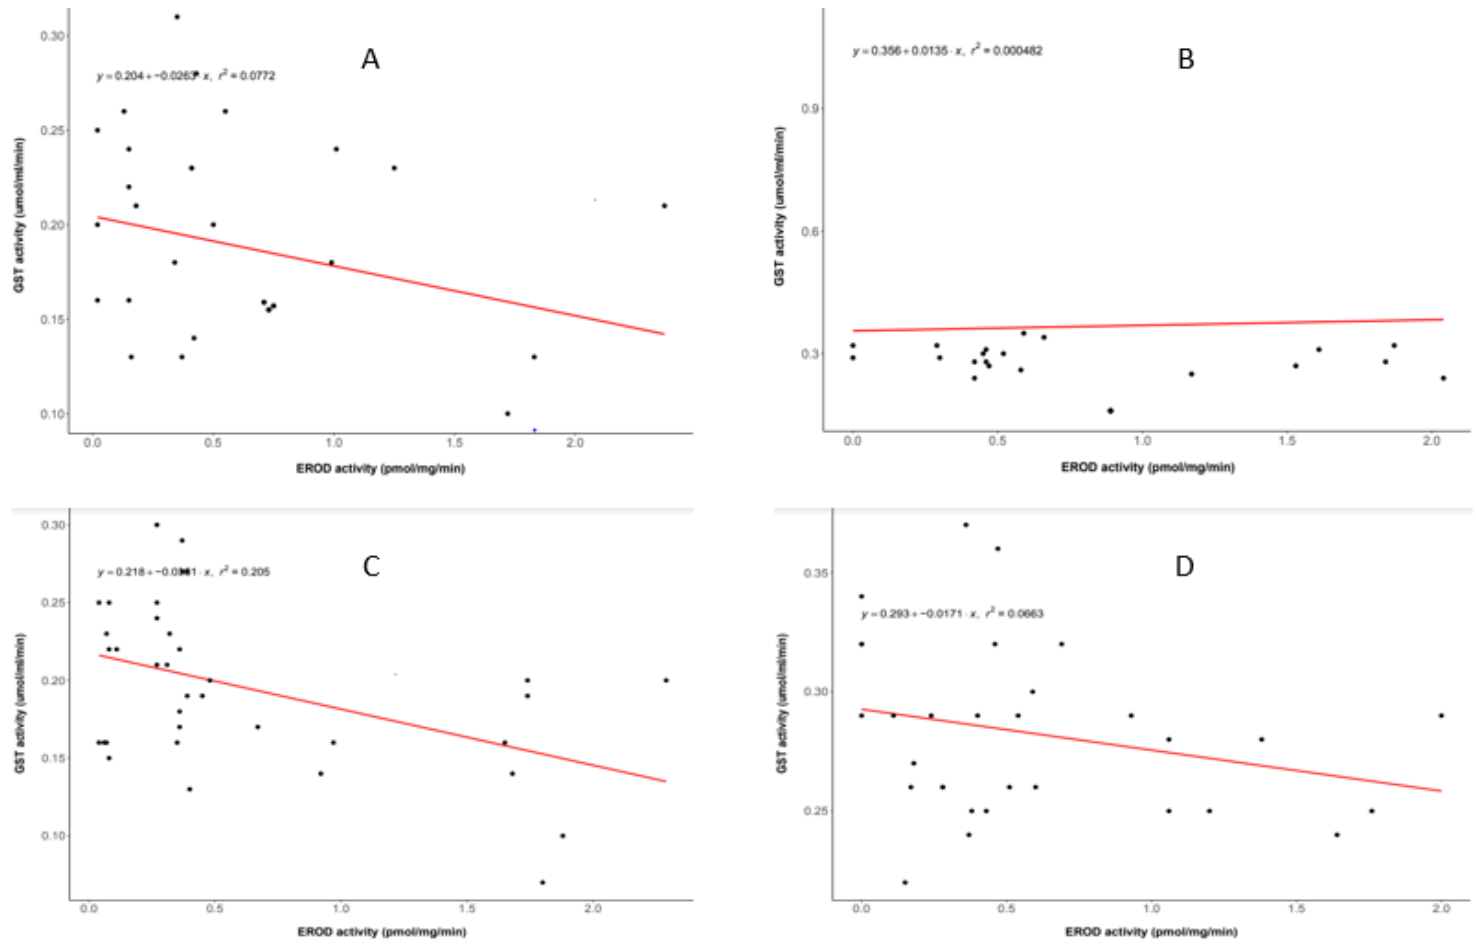 A
y = 0.204 + −0.0263 · x, r² = 0.0772
0.30
0.25
0.20
0.15
0.10
GST activity (umol/ml/min)
0.0 0.5 1.0 1.5 2.0
EROD activity (pmol/mg/min)
B
y = 0.356 + 0.0135 · x, r² = 0.000482
0.9
0.6
0.3
GST activity (umol/ml/min)
0.0 0.5 1.0 1.5 2.0
EROD activity (pmol/mg/min)
C
y = 0.218 + · x, r² = 0.205
0.30
0.25
0.20
0.15
0.10
GST activity (umol/ml/min)
0.0 0.5 1.0 1.5 2.0
EROD activity (pmol/mg/min)
D
y = 0.293 + −0.0171 · x, r² = 0.0663
0.35
0.30
0.25
GST activity (umol/ml/min)
0.0 0.5 1.0 1.5 2.0
EROD activity (pmol/mg/min)